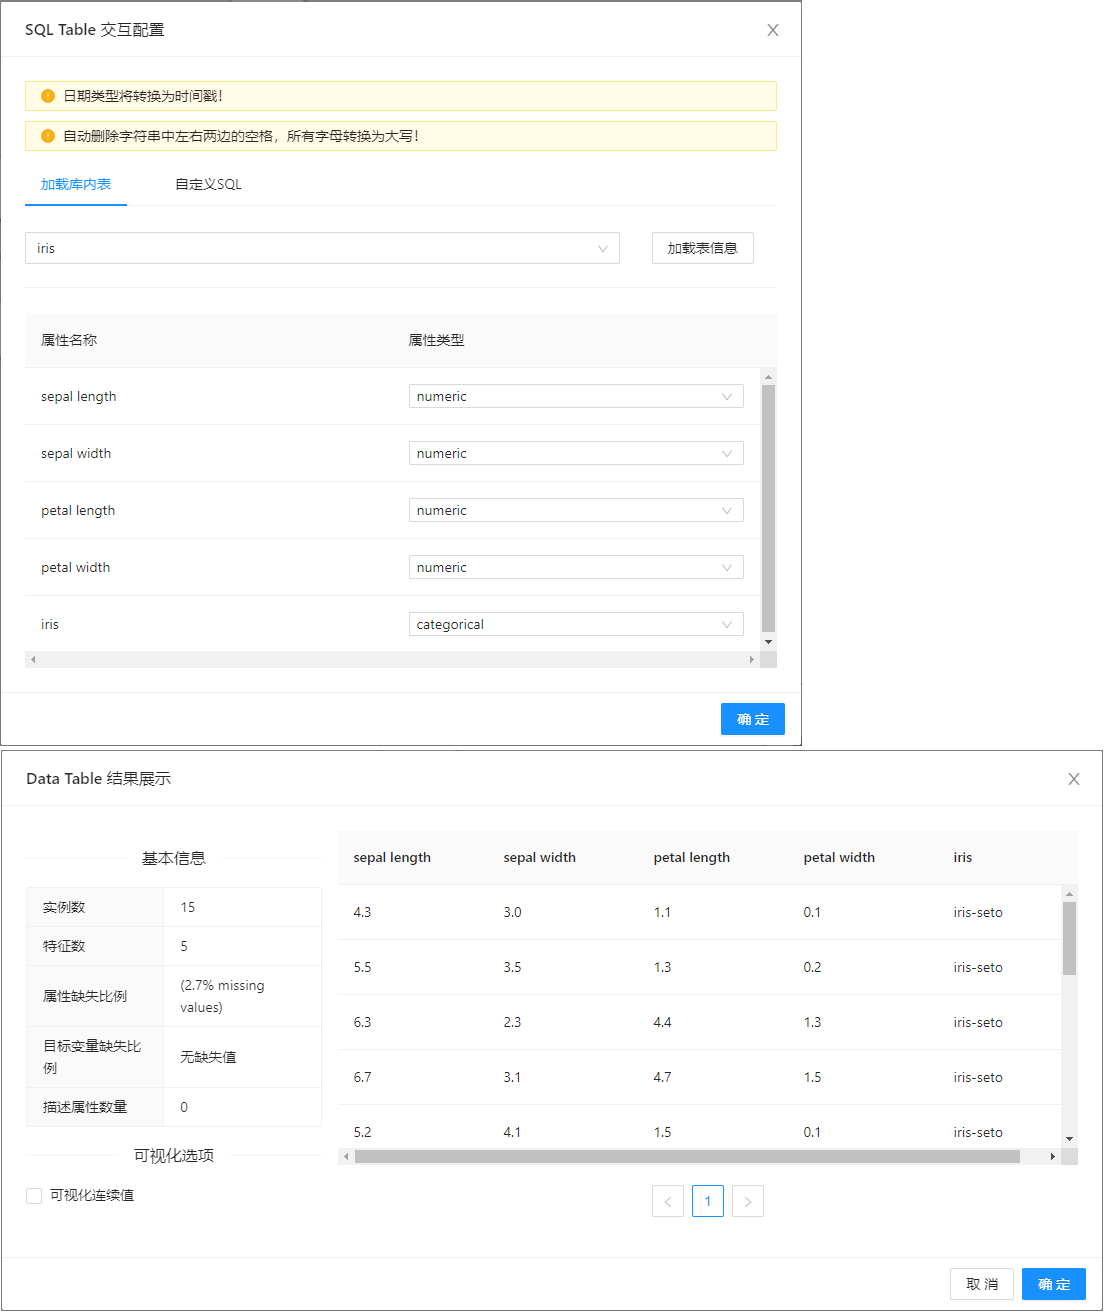 SQL Table 交互配置
日期类型将转换为时间戳!
自动删除字符串中左右两边的空格，所有字母转换为大写!
加载库内表 自定义SQL
iris 加载表信息
属性名称 属性类型
sepal length numeric
sepal width numeric
petal length numeric
petal width numeric
iris categorical
确 定
Data Table 结果展示
基本信息
实例数 15
特征数 5
属性缺失比例 (2.7% missing
values)
目标变量缺失比
例 无缺失值
描述属性数量 0
可视化选项
可视化连续值
sepal length sepal width petal length petal width iris
4.3 3.0 1.1 0.1 iris-seto
5.5 3.5 1.3 0.2 iris-seto
6.3 2.3 4.4 1.3 iris-seto
6.7 3.1 4.7 1.5 iris-seto
5.2 4.1 1.5 0.1 iris-seto
1
取 消 确 定